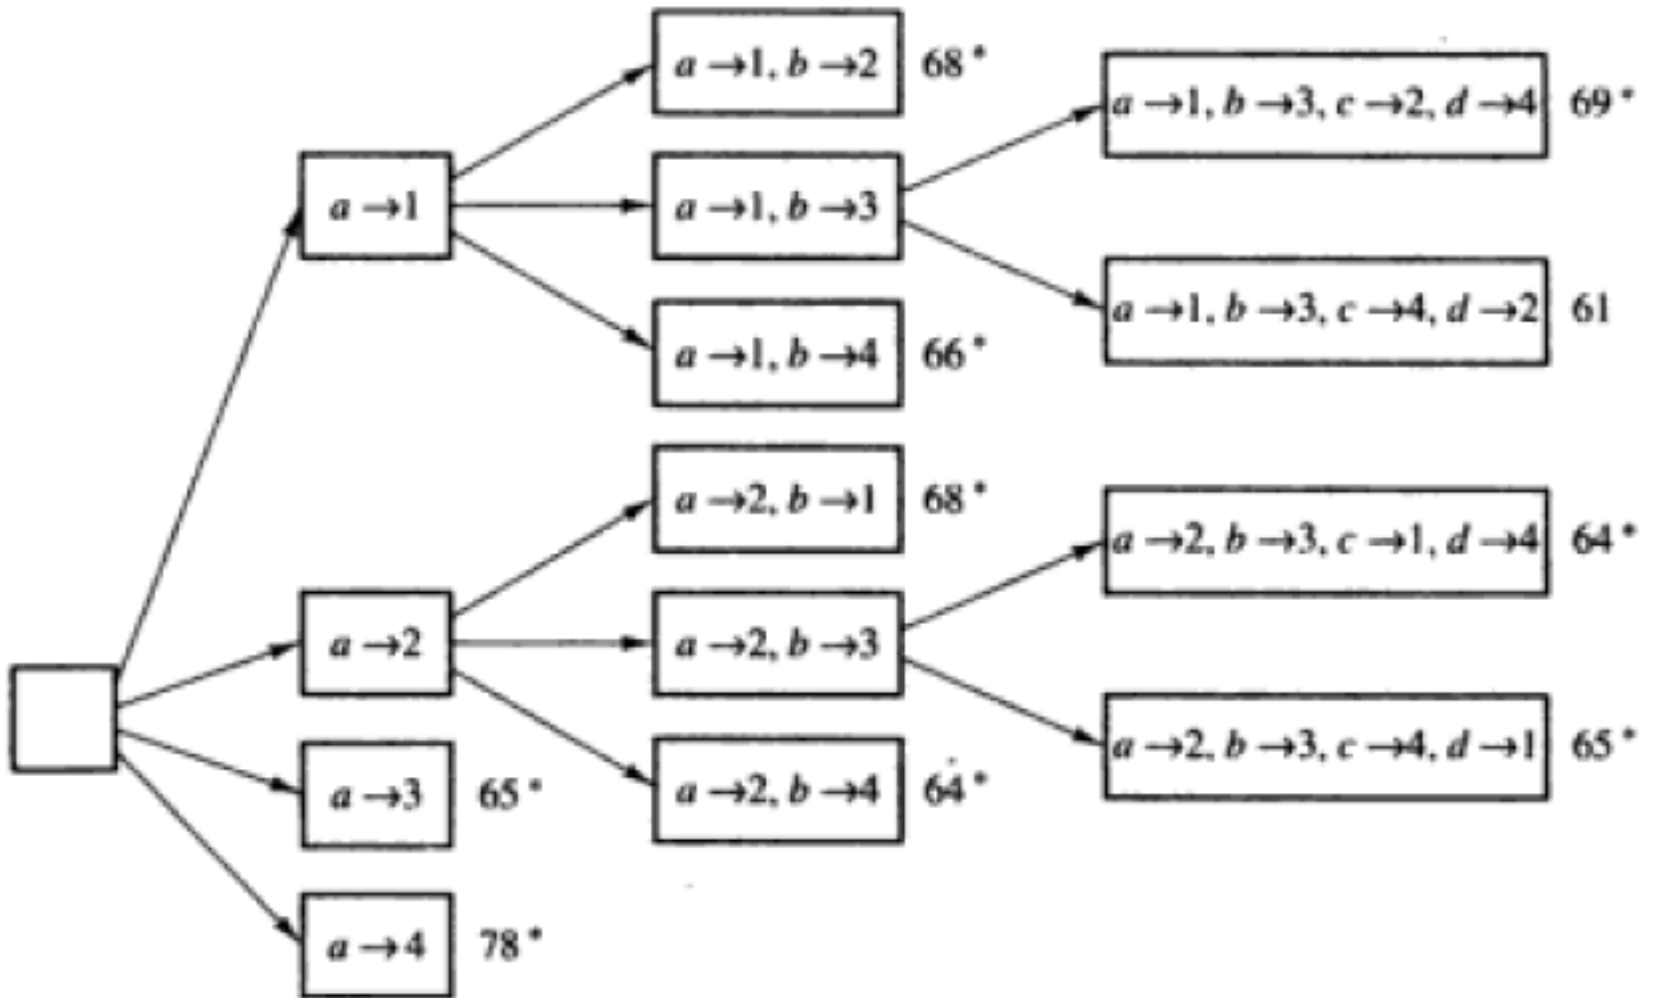 a →1, b →2 68*
a →1, b →3, c →2, d →4 69*
a →1
a →1, b →3
a →1, b →3, c →4, d →2 61
a →1, b →4 66*
a →2, b →1 68*
a →2, b →3, c →1, d →4 64*
a →2
a →2, b →3
a →2, b →3, c →4, d →1 65*
a →3 65*
a →2, b →4 64*
a →4 78*